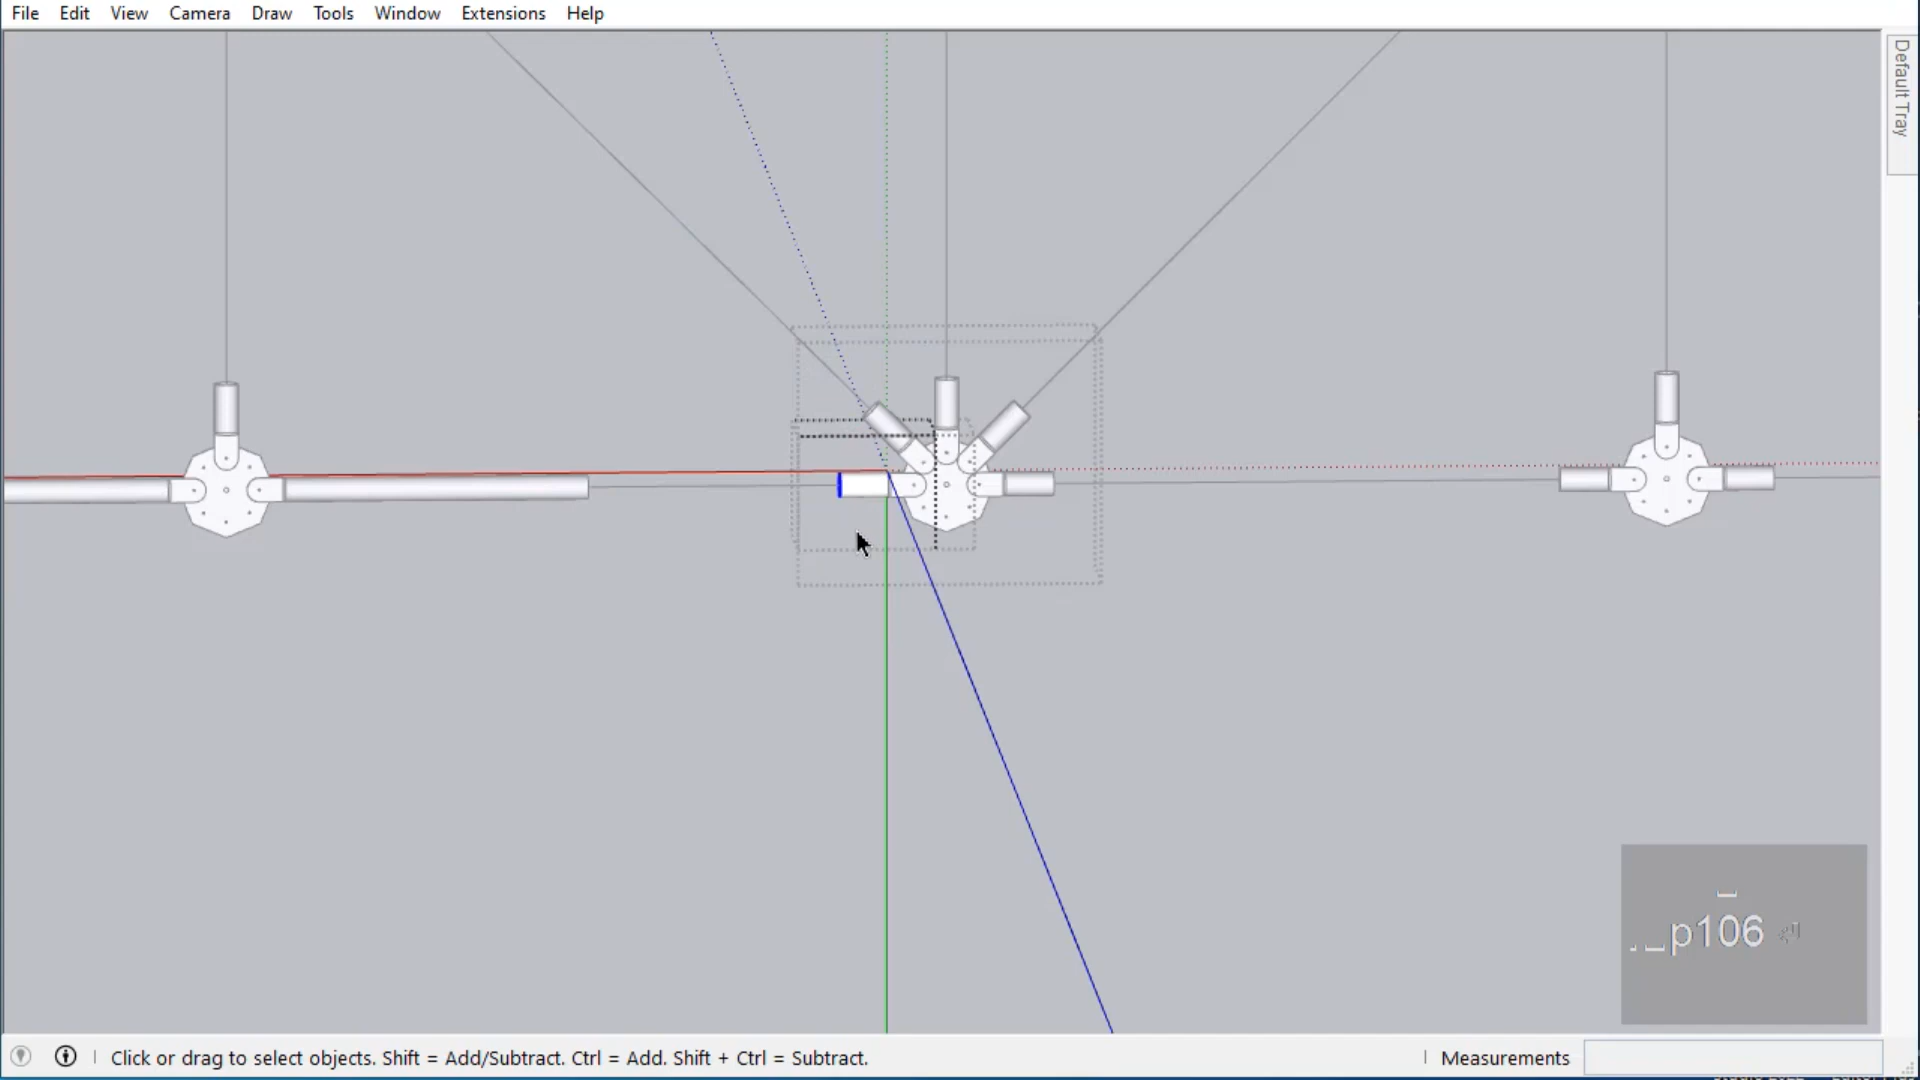 File Edit View Camera Draw Tools Window Extensions Help
Default Tray
._p106
Click or drag to select objects. Shift = Add/Subtract. Ctrl = Add. Shift + Ctrl = Subtract.
Measurements